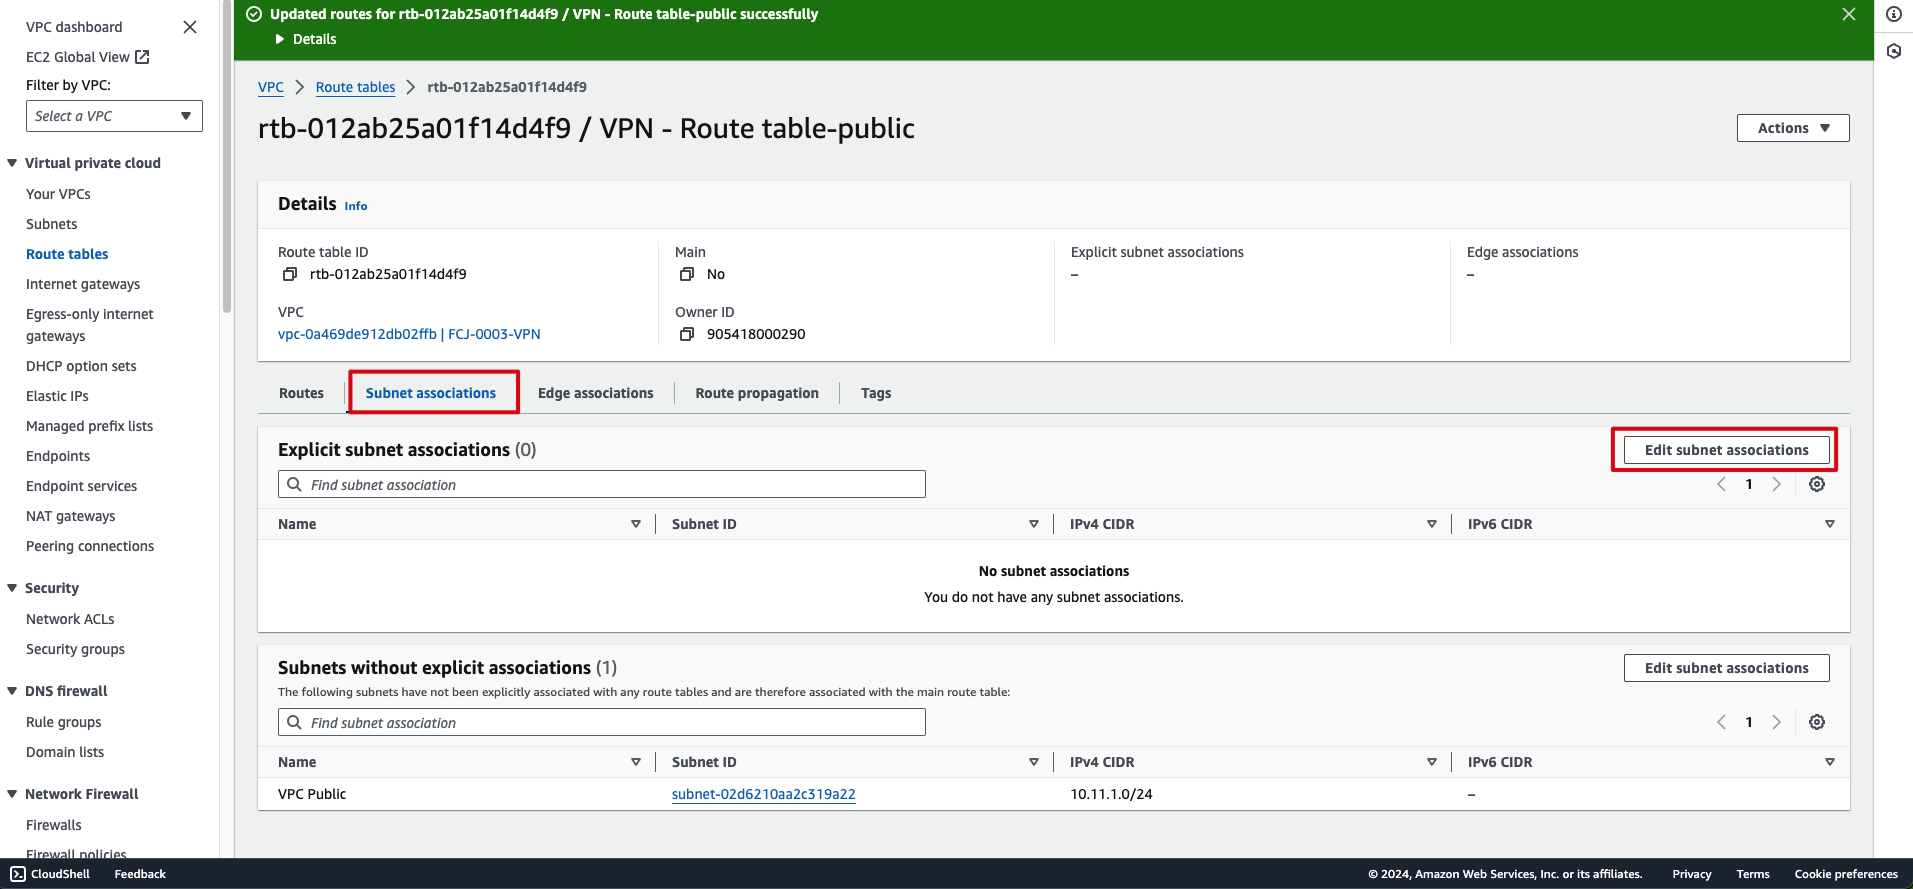 Updated routes for rtb-012ab25a01f14d4f9 / VPN - Route table-public successfully
Details
VPC dashboard
EC2 Global View
Filter by VPC:
Select a VPC
Virtual private cloud
Your VPCs
Subnets
Route tables
Internet gateways
Egress-only internet
gateways
DHCP option sets
Elastic IPs
Managed prefix lists
Endpoints
Endpoint services
NAT gateways
Peering connections
Security
Network ACLs
Security groups
DNS firewall
Rule groups
Domain lists
Network Firewall
Firewalls
Firewall policies
VPC > Route tables > rtb-012ab25a01f14d4f9
rtb-012ab25a01f14d4f9 / VPN - Route table-public
Actions
Details Info
Route table ID
rtb-012ab25a01f14d4f9
Main
No
Explicit subnet associations
–
Edge associations
–
VPC
vpc-0a469de912db02ffb | FCJ-0003-VPN
Owner ID
905418000290
Routes
Subnet associations
Edge associations
Route propagation
Tags
Explicit subnet associations (0)
Edit subnet associations
Find subnet association
1
Name Subnet ID IPv4 CIDR IPv6 CIDR
No subnet associations
You do not have any subnet associations.
Subnets without explicit associations (1)
Edit subnet associations
The following subnets have not been explicitly associated with any route tables and are therefore associated with the main route table:
Find subnet association
1
Name Subnet ID IPv4 CIDR IPv6 CIDR
VPC Public subnet-02d6210aa2c319a22 10.11.1.0/24 –
CloudShell Feedback
© 2024, Amazon Web Services, Inc. or its affiliates. Privacy Terms Cookie preferences